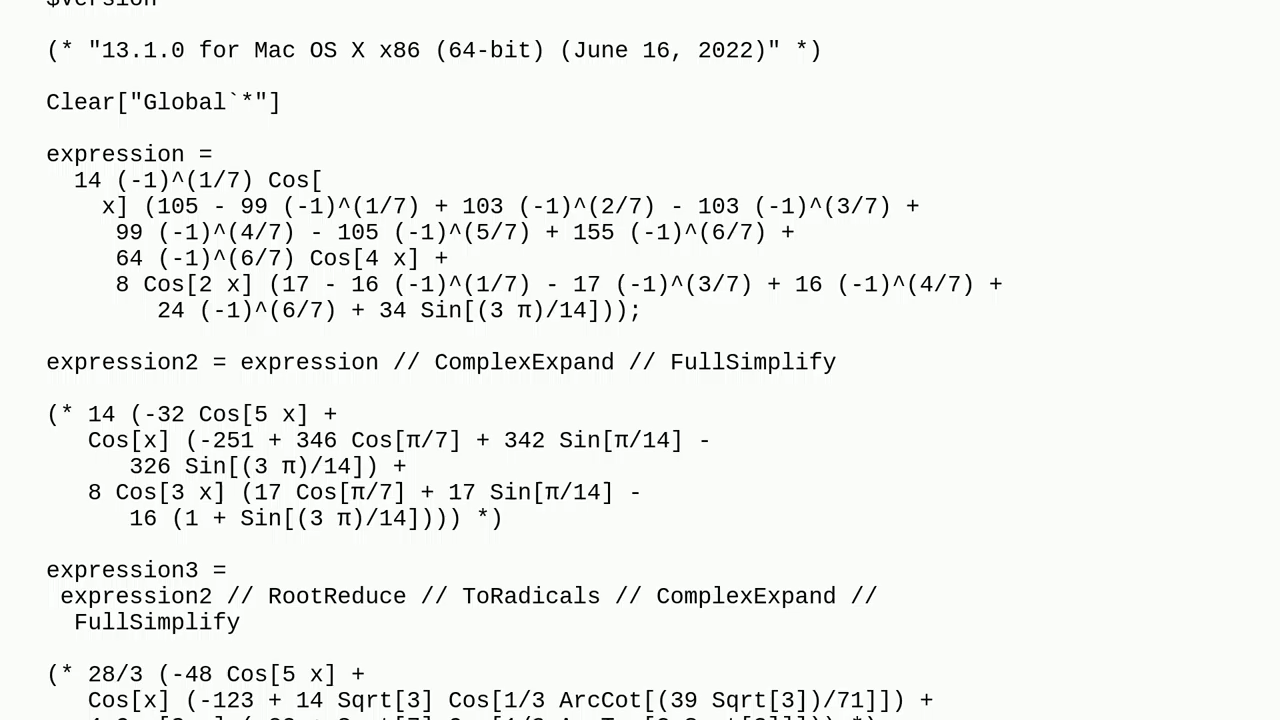 $Version
(* "13.1.0 for Mac OS X x86 (64-bit) (June 16, 2022)" *)
Clear["Global`*"]
expression =
14 (-1)^(1/7) Cos[
x] (105 - 99 (-1)^(1/7) + 103 (-1)^(2/7) - 103 (-1)^(3/7) +
99 (-1)^(4/7) - 105 (-1)^(5/7) + 155 (-1)^(6/7) +
64 (-1)^(6/7) Cos[4 x] +
8 Cos[2 x] (17 - 16 (-1)^(1/7) - 17 (-1)^(3/7) + 16 (-1)^(4/7) +
24 (-1)^(6/7) + 34 Sin[(3 π)/14]));
expression2 = expression // ComplexExpand // FullSimplify
(* 14 (-32 Cos[5 x] +
Cos[x] (-251 + 346 Cos[π/7] + 342 Sin[π/14] -
326 Sin[(3 π)/14]) +
8 Cos[3 x] (17 Cos[π/7] + 17 Sin[π/14] -
16 (1 + Sin[(3 π)/14]))) *)
expression3 =
expression2 // RootReduce // ToRadicals // ComplexExpand //
FullSimplify
(* 28/3 (-48 Cos[5 x] +
Cos[x] (-123 + 14 Sqrt[3] Cos[1/3 ArcCot[(39 Sqrt[3])/71]]) +